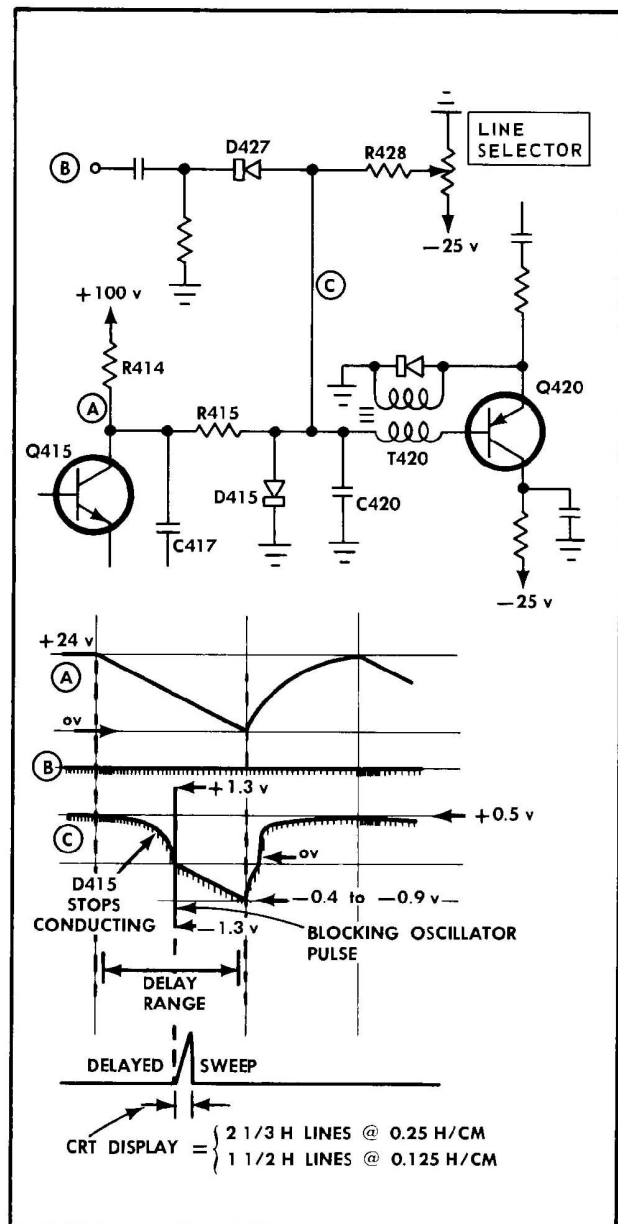 LINE
SELECTOR
D427
R428
B
−25 v
C
+100 v
R414
A
Q420
R415
Q415
T420
D415
C420
C417
−25 v
+24 v
A
ov
B
+1.3 v
C
+0.5 v
ov
D415
STOPS
CONDUCTING
−0.4 to −0.9 v
−1.3 v
BLOCKING OSCILLATOR
PULSE
DELAY
RANGE
DELAYED SWEEP
CRT DISPLAY = { 2 1/3 H LINES @ 0.25 H/CM
1 1/2 H LINES @ 0.125 H/CM